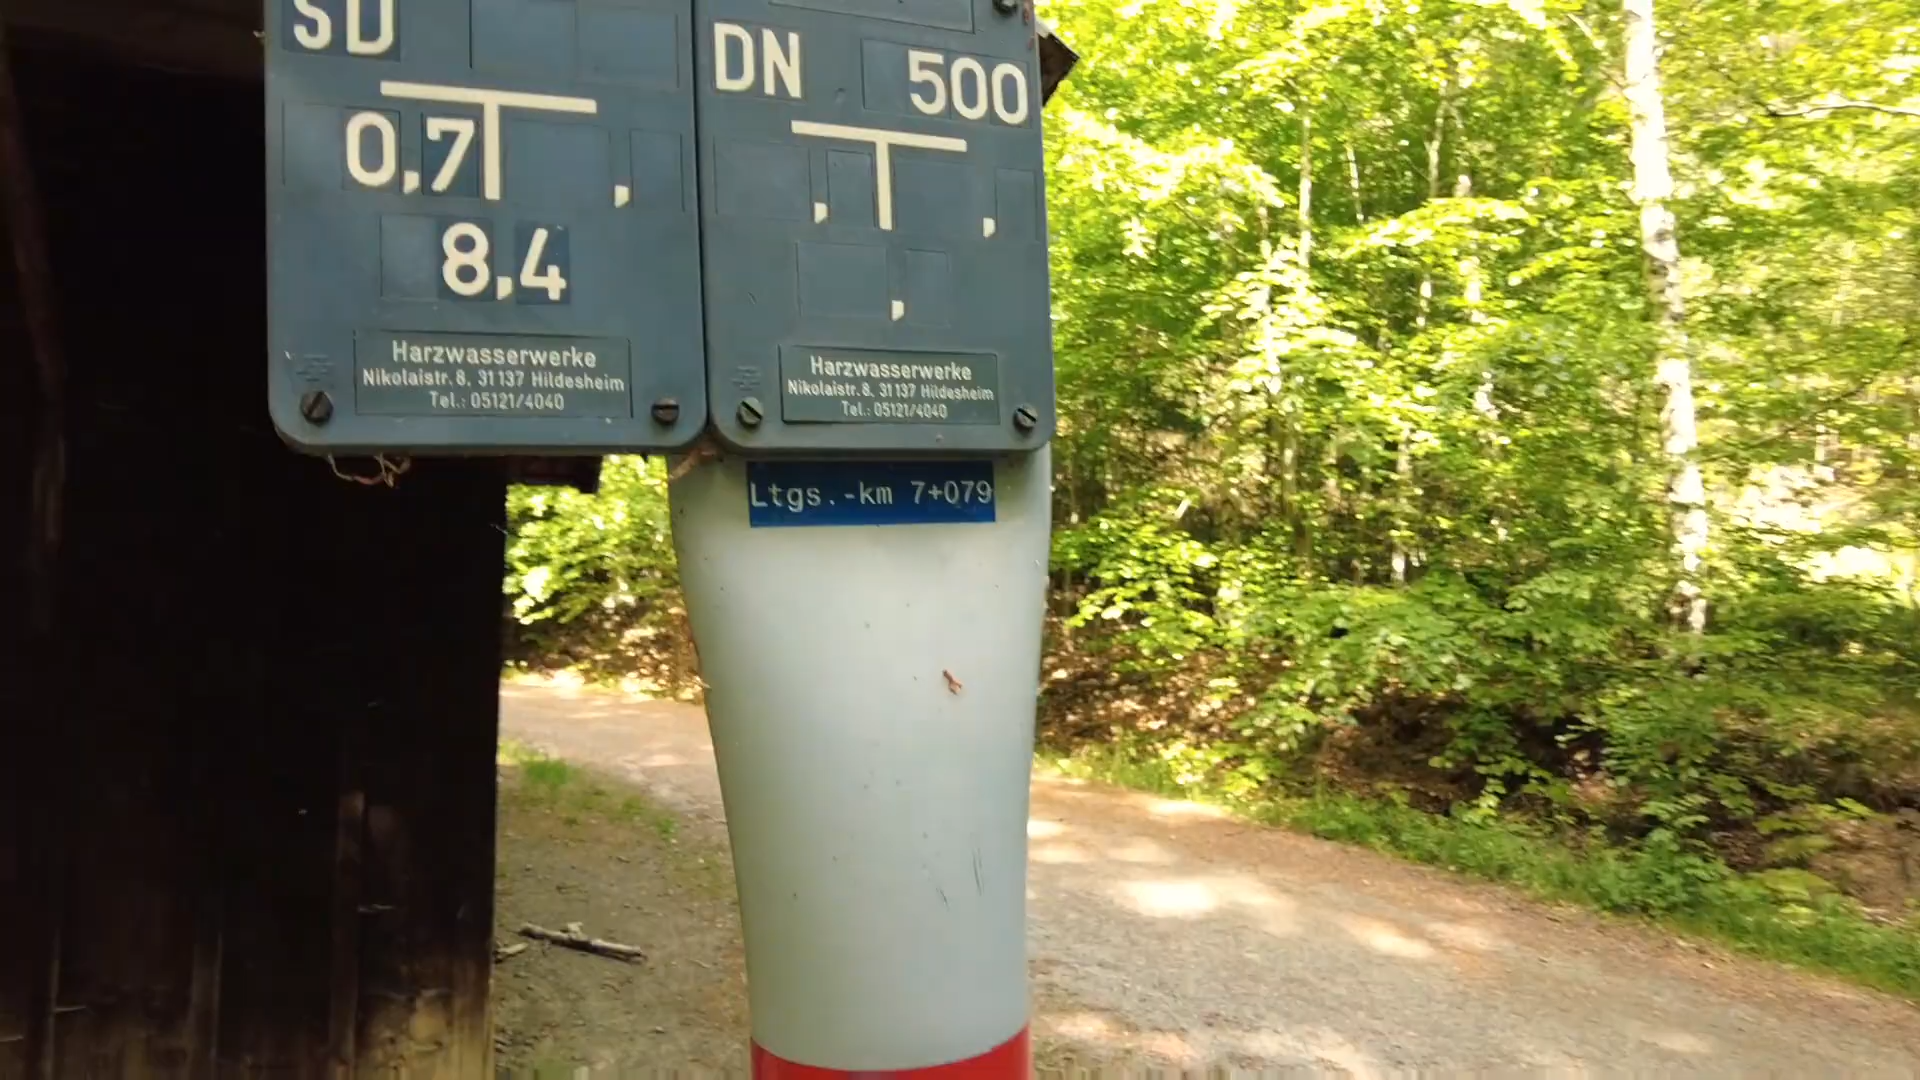 SD
0,7 ,
8,4
Harzwasserwerke
Nikolaistr. 8, 31137 Hildesheim
Tel.: 05121/4040
DN 500
, ,
,
Harzwasserwerke
Nikolaistr. 8, 31137 Hildesheim
Tel.: 05121/4040
Ltgs.-km 7+079